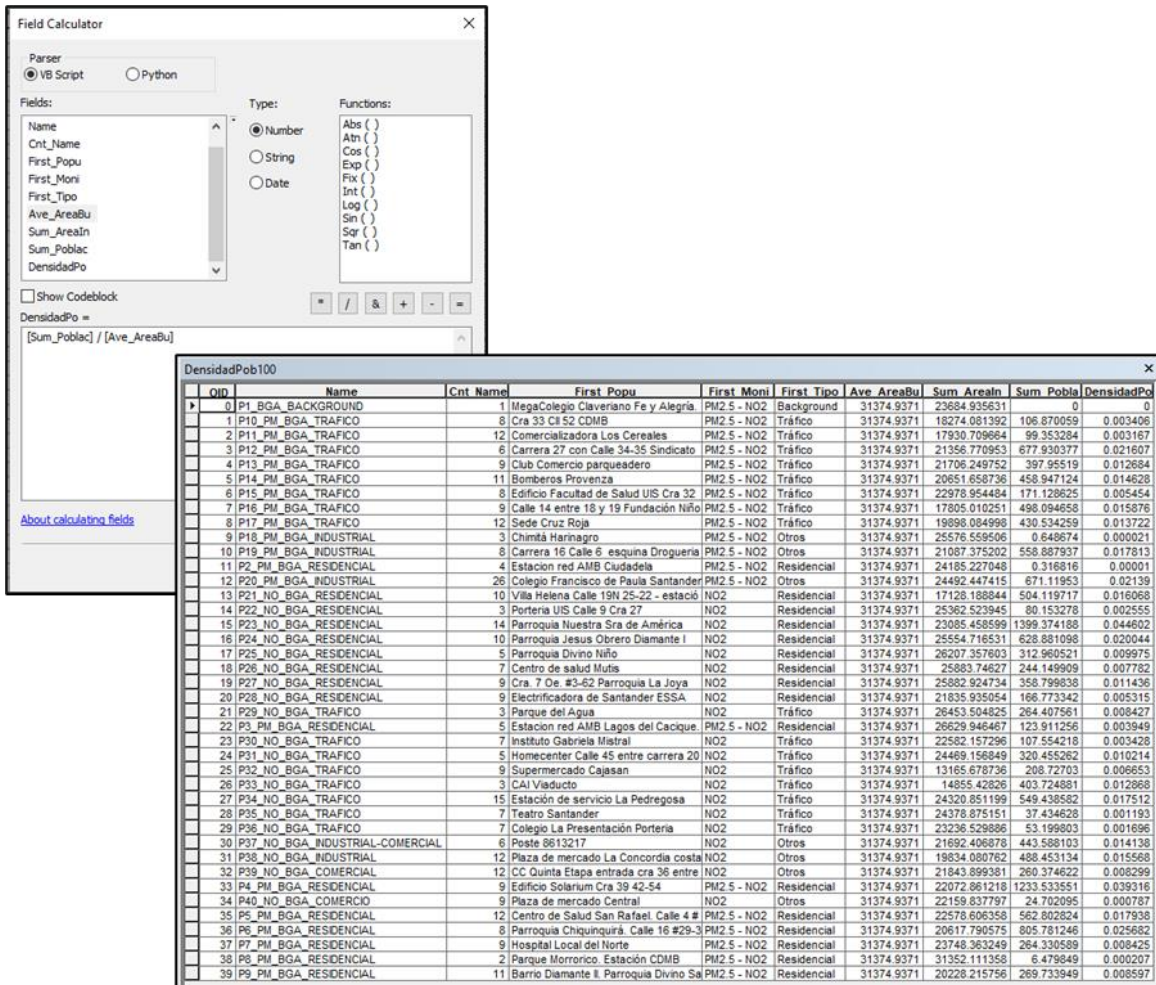 Field Calculator
Parser
VB Script Python
Fields: Type: Functions:
Name
Cnt_Name
First_Popu
First_Moni
First_Tipo
Ave_AreaBu
Sum_AreaIn
Sum_Poblac
DensidadPo
Number
String
Date
Abs ( )
Atn ( )
Cos ( )
Exp ( )
Fix ( )
Int ( )
Log ( )
Sin ( )
Sqr ( )
Tan ( )
Show Codeblock
* / & + - =
DensidadPo =
[Sum_Poblac] / [Ave_AreaBu]
About calculating fields
DensidadPob100
OID Name Cnt_Name First_Popu First_Moni First_Tipo Ave_AreaBu Sum_AreaIn Sum_Pobla DensidadPo
0 P1_BGA_BACKGROUND 1 MegaColegio Claveriano Fe y Alegría. PM2.5 - NO2 Background 31374.9371 23684.935631 0 0
1 P10_PM_BGA_TRAFICO 8 Cra 33 Cll 52 CDMB PM2.5 - NO2 Tráfico 31374.9371 18274.081392 106.870059 0.003406
2 P11_PM_BGA_TRAFICO 12 Comercializadora Los Cereales PM2.5 - NO2 Tráfico 31374.9371 17930.709664 99.353284 0.003167
3 P12_PM_BGA_TRAFICO 6 Carrera 27 con Calle 34-35 Sindicato PM2.5 - NO2 Tráfico 31374.9371 21356.770953 677.930377 0.021607
4 P13_PM_BGA_TRAFICO 9 Club Comercio parqueadero PM2.5 - NO2 Tráfico 31374.9371 21706.249752 397.95519 0.012684
5 P14_PM_BGA_TRAFICO 11 Bomberos Provenza PM2.5 - NO2 Tráfico 31374.9371 20651.658736 458.947124 0.014628
6 P15_PM_BGA_TRAFICO 8 Edificio Facultad de Salud UIS Cra 32 PM2.5 - NO2 Tráfico 31374.9371 22978.954484 171.128625 0.005454
7 P16_PM_BGA_TRAFICO 9 Calle 14 entre 18 y 19 Fundación Niño PM2.5 - NO2 Tráfico 31374.9371 17805.010251 498.094658 0.015876
8 P17_PM_BGA_TRAFICO 12 Sede Cruz Roja PM2.5 - NO2 Tráfico 31374.9371 19898.084998 430.534259 0.013722
9 P18_PM_BGA_INDUSTRIAL 3 Chimitá Harinagro PM2.5 - NO2 Otros 31374.9371 25576.559506 0.648674 0.000021
10 P19_PM_BGA_INDUSTRIAL 8 Carrera 16 Calle 6 esquina Drogueria PM2.5 - NO2 Otros 31374.9371 21087.375202 558.887937 0.017813
11 P2_PM_BGA_RESIDENCIAL 4 Estacion red AMB Ciudadela PM2.5 - NO2 Residencial 31374.9371 24185.227048 0.316816 0.00001
12 P20_PM_BGA_INDUSTRIAL 26 Colegio Francisco de Paula Santander PM2.5 - NO2 Otros 31374.9371 24492.447415 671.11953 0.02139
13 P21_NO_BGA_RESIDENCIAL 10 Villa Helena Calle 19N 25-22 - estació NO2 Residencial 31374.9371 17128.188844 504.119717 0.016068
14 P22_NO_BGA_RESIDENCIAL 3 Porteria UIS Calle 9 Cra 27 NO2 Residencial 31374.9371 25362.523945 80.153278 0.002555
15 P23_NO_BGA_RESIDENCIAL 14 Parroquia Nuestra Sra de América NO2 Residencial 31374.9371 23085.458599 1399.374188 0.044602
16 P24_NO_BGA_RESIDENCIAL 10 Parroquia Jesus Obrero Diamante I NO2 Residencial 31374.9371 25554.716531 628.881098 0.020044
17 P25_NO_BGA_RESIDENCIAL 5 Parroquia Divino Niño NO2 Residencial 31374.9371 26207.357603 312.960521 0.009975
18 P26_NO_BGA_RESIDENCIAL 7 Centro de salud Mutis NO2 Residencial 31374.9371 25883.74627 244.149909 0.007782
19 P27_NO_BGA_RESIDENCIAL 9 Cra. 7 Oe. #3-62 Parroquia La Joya NO2 Residencial 31374.9371 25882.924734 358.799838 0.011436
20 P28_NO_BGA_RESIDENCIAL 9 Electrificadora de Santander ESSA NO2 Residencial 31374.9371 21835.935054 166.773342 0.005315
21 P29_NO_BGA_TRAFICO 3 Parque del Agua NO2 Tráfico 31374.9371 26453.504825 264.407561 0.008427
22 P3_PM_BGA_RESIDENCIAL 5 Estacion red AMB Lagos del Cacique. PM2.5 - NO2 Residencial 31374.9371 26629.946467 123.911256 0.003949
23 P30_NO_BGA_TRAFICO 7 Instituto Gabriela Mistral NO2 Tráfico 31374.9371 22582.157296 107.554218 0.003428
24 P31_NO_BGA_TRAFICO 5 Homecenter Calle 45 entre carrera 20 NO2 Tráfico 31374.9371 24469.156849 320.455262 0.010214
25 P32_NO_BGA_TRAFICO 9 Supermercado Cajasan NO2 Tráfico 31374.9371 13165.678736 208.72703 0.006653
26 P33_NO_BGA_TRAFICO 3 CAI Viaducto NO2 Tráfico 31374.9371 14855.42826 403.724881 0.012868
27 P34_NO_BGA_TRAFICO 15 Estación de servicio La Pedregosa NO2 Tráfico 31374.9371 24320.851199 549.438582 0.017512
28 P35_NO_BGA_TRAFICO 7 Teatro Santander NO2 Tráfico 31374.9371 24378.875151 37.434628 0.001193
29 P36_NO_BGA_TRAFICO 7 Colegio La Presentación Porteria NO2 Tráfico 31374.9371 23236.529886 53.199803 0.001696
30 P37_NO_BGA_INDUSTRIAL-COMERCIAL 6 Poste 8613217 NO2 Otros 31374.9371 21692.406878 443.588103 0.014138
31 P38_NO_BGA_INDUSTRIAL 12 Plaza de mercado La Concordia costa NO2 Otros 31374.9371 19834.080762 488.453134 0.015568
32 P39_NO_BGA_COMERCIAL 12 CC Quinta Etapa entrada cra 36 entre NO2 Otros 31374.9371 21843.899381 260.374622 0.008299
33 P4_PM_BGA_RESIDENCIAL 9 Edificio Solarium Cra 39 42-54 PM2.5 - NO2 Residencial 31374.9371 22072.861218 1233.533551 0.039316
34 P40_NO_BGA_COMERCIO 9 Plaza de mercado Central NO2 Otros 31374.9371 22159.837797 24.702095 0.000787
35 P5_PM_BGA_RESIDENCIAL 12 Centro de Salud San Rafael. Calle 4 # PM2.5 - NO2 Residencial 31374.9371 22578.606358 562.802824 0.017938
36 P6_PM_BGA_RESIDENCIAL 8 Parroquia Chiquinquirá. Calle 16 #29-3 PM2.5 - NO2 Residencial 31374.9371 20617.790575 805.781246 0.025682
37 P7_PM_BGA_RESIDENCIAL 9 Hospital Local del Norte PM2.5 - NO2 Residencial 31374.9371 23748.363249 264.330589 0.008425
38 P8_PM_BGA_RESIDENCIAL 2 Parque Morrorico. Estación CDMB PM2.5 - NO2 Residencial 31374.9371 31352.111358 6.479849 0.000207
39 P9_PM_BGA_RESIDENCIAL 11 Barrio Diamante II. Parroquia Divino Sa PM2.5 - NO2 Residencial 31374.9371 20228.215756 269.733949 0.008597